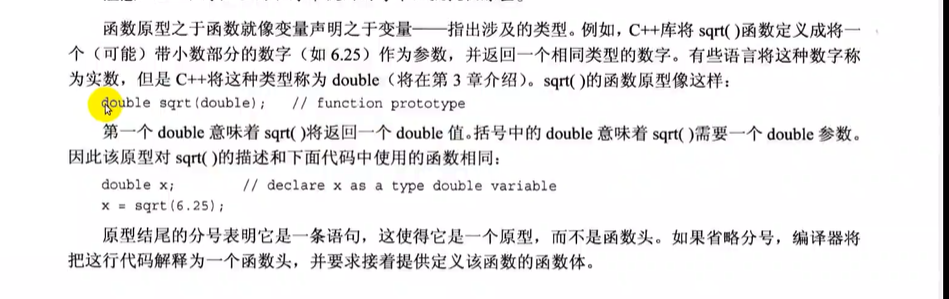 函数原型之于函数就像变量声明之于变量——指出涉及的类型。例如，C++库将 sqrt( )函数定义成将一
个（可能）带小数部分的数字（如 6.25）作为参数，并返回一个相同类型的数字。有些语言将这种数字称
为实数，但是 C++将这种类型称为 double（将在第 3 章介绍）。sqrt( )的函数原型像这样：
double sqrt(double);   // function prototype
第一个 double 意味着 sqrt( )将返回一个 double 值。括号中的 double 意味着 sqrt( )需要一个 double 参数。
因此该原型对 sqrt( )的描述和下面代码中使用的函数相同：
double x;        // declare x as a type double variable
x = sqrt(6.25);
原型结尾的分号表明它是一条语句，这使得它是一个原型，而不是函数头。如果省略分号，编译器将
把这行代码解释为一个函数头，并要求接着提供定义该函数的函数体。